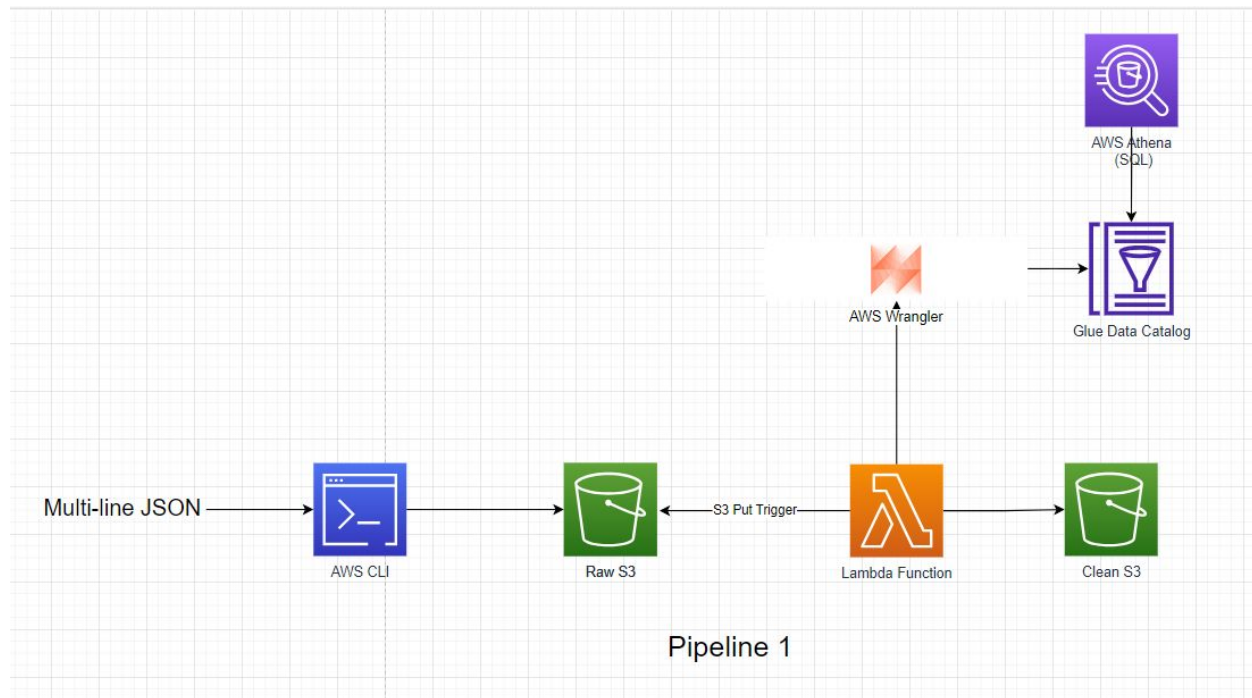 AWS Athena
(SQL)
AWS Wrangler
Glue Data Catalog
Multi-line JSON
S3 Put Trigger
AWS CLI
Raw S3
Lambda Function
Clean S3
Pipeline 1